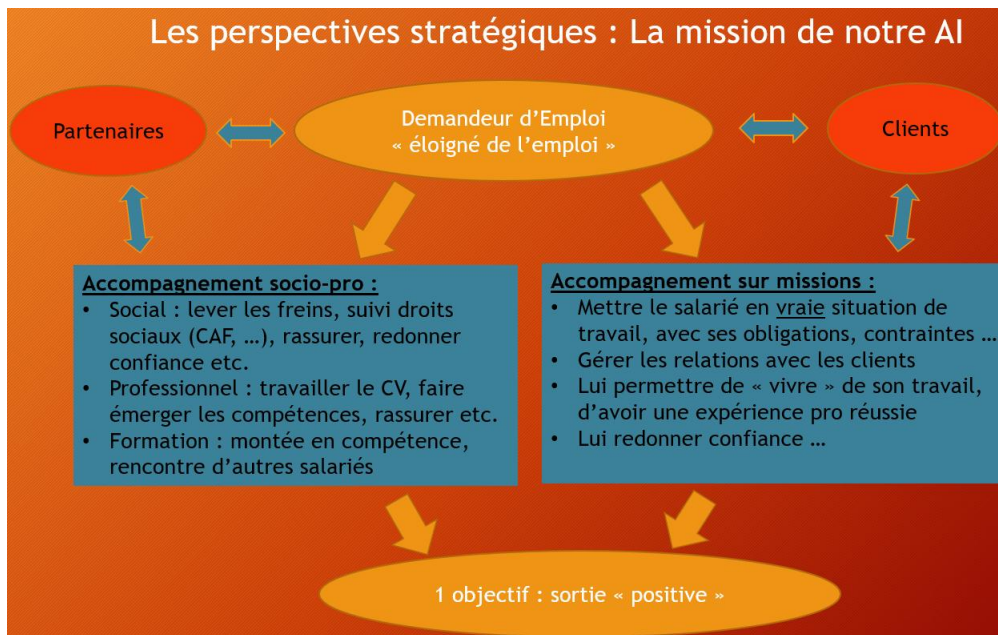 Les perspectives stratégiques : La mission de notre AI
Partenaires
Demandeur d'Emploi
« éloigné de l'emploi »
Clients
Accompagnement socio-pro :
• Social : lever les freins, suivi droits
sociaux (CAF, …), rassurer, redonner
confiance etc.
• Professionnel : travailler le CV, faire
émerger les compétences, rassurer etc.
• Formation : montée en compétence,
rencontre d'autres salariés
Accompagnement sur missions :
• Mettre le salarié en vraie situation de
travail, avec ses obligations, contraintes …
• Gérer les relations avec les clients
• Lui permettre de « vivre » de son travail,
d'avoir une expérience pro réussie
• Lui redonner confiance …
1 objectif : sortie « positive »